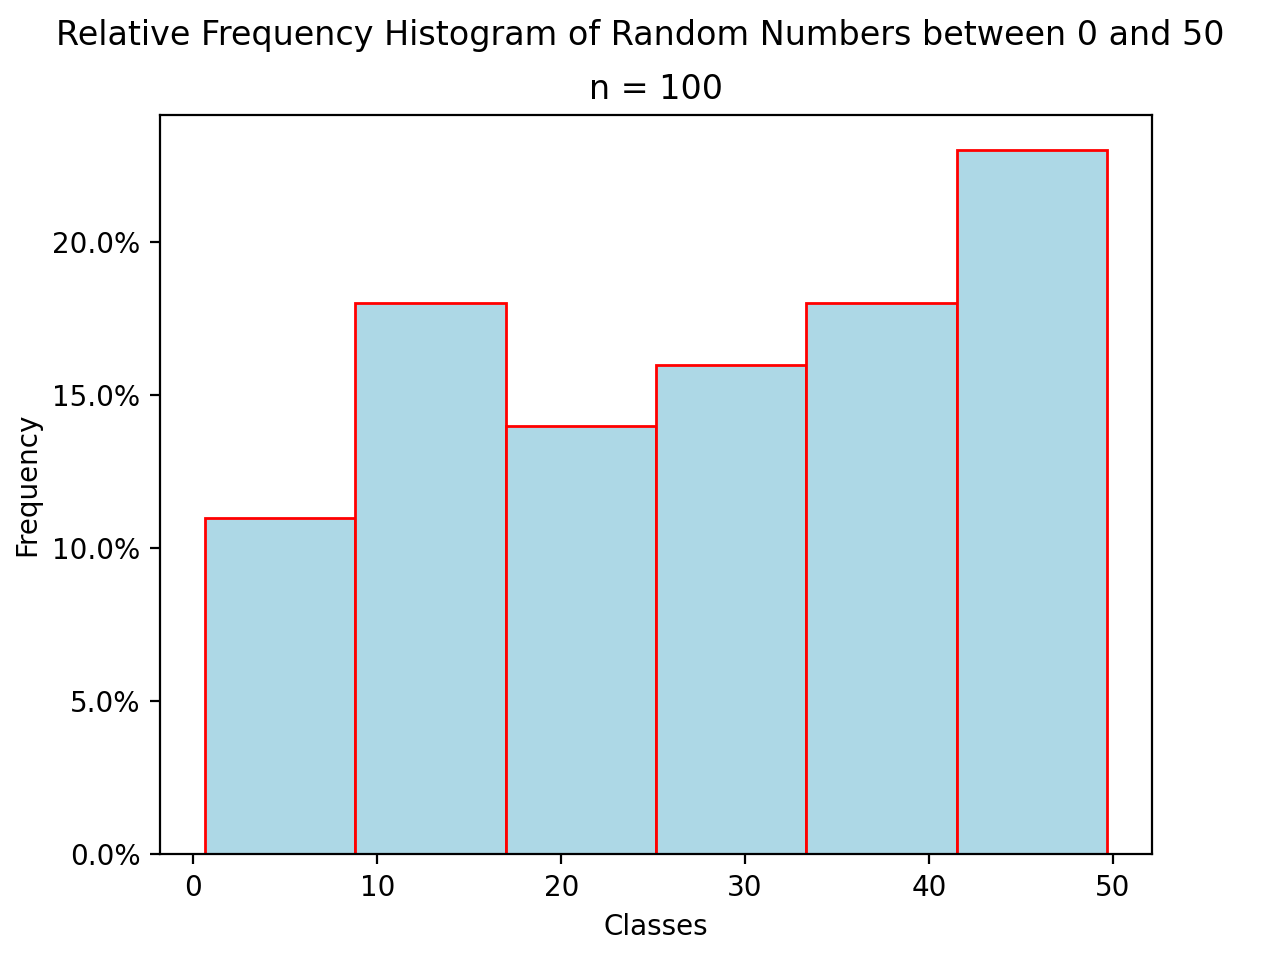 Relative Frequency Histogram of Random Numbers between 0 and 50
n = 100
20.0%
15.0%
10.0%
5.0%
0.0%
Frequency
0 10 20 30 40 50
Classes